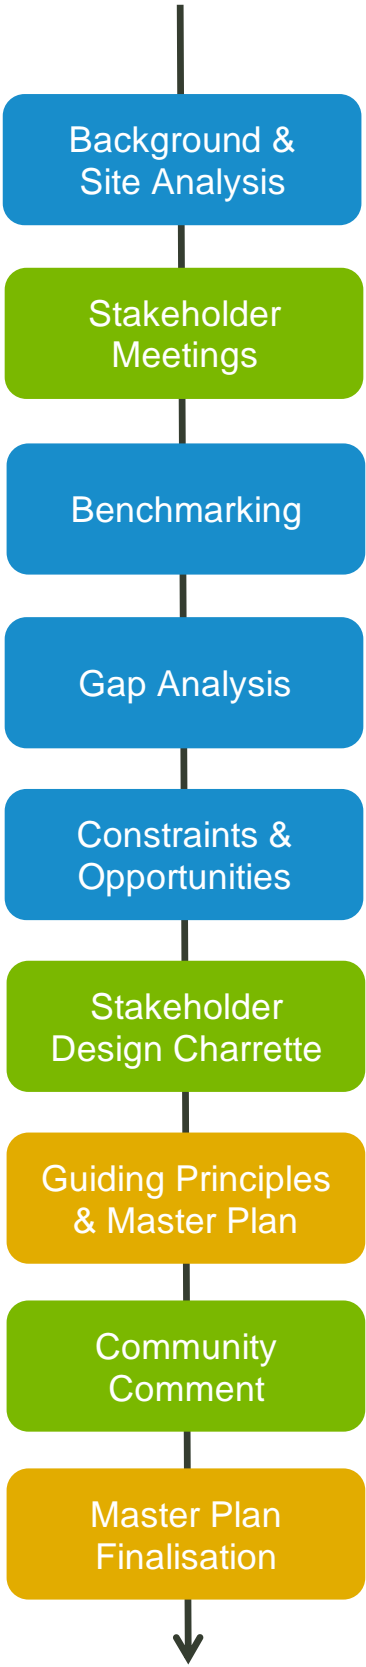 Background &
Site Analysis
Stakeholder
Meetings
Benchmarking
Gap Analysis
Constraints &
Opportunities
Stakeholder
Design Charrette
Guiding Principles
& Master Plan
Community
Comment
Master Plan
Finalisation